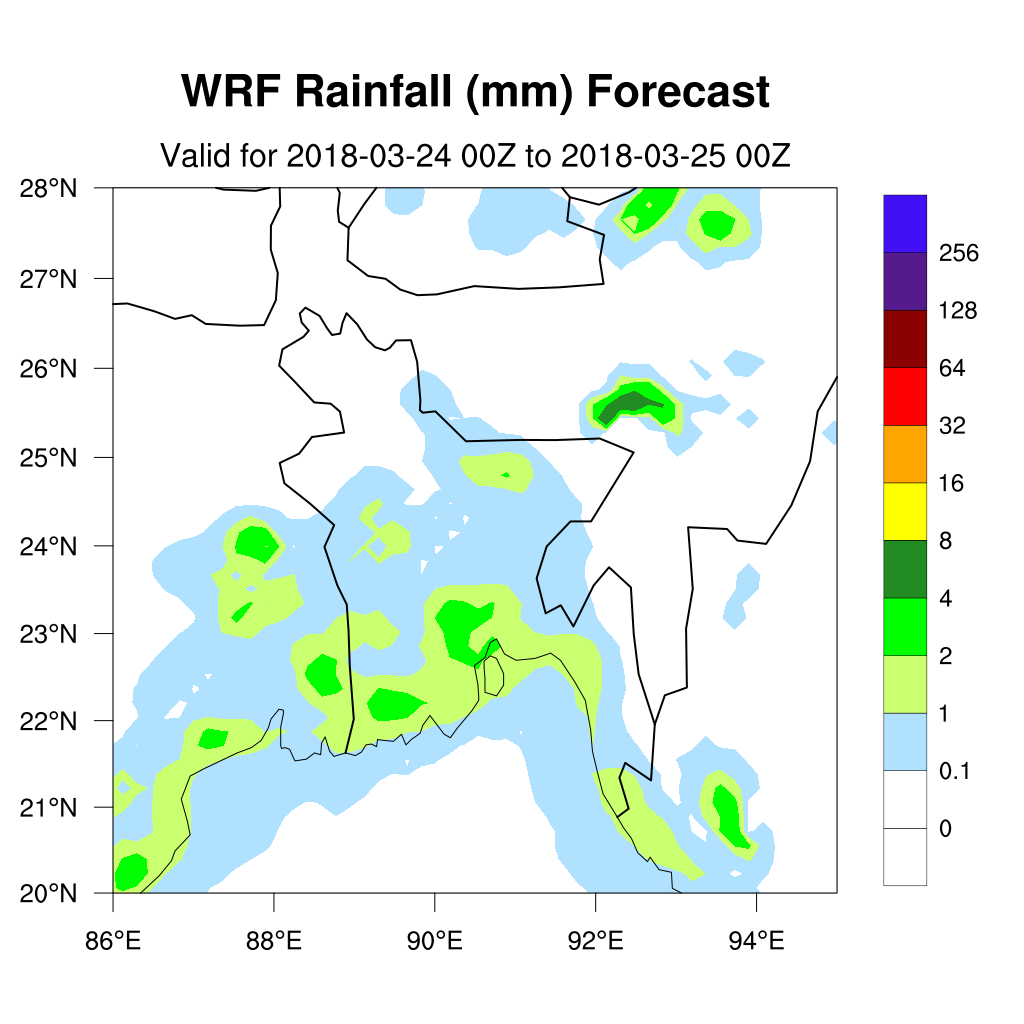 WRF Rainfall (mm) Forecast
Valid for 2018-03-24 00Z to 2018-03-25 00Z
28°N
27°N
26°N
25°N
24°N
23°N
22°N
21°N
20°N
86°E 88°E 90°E 92°E 94°E
256
128
64
32
16
8
4
2
1
0.1
0